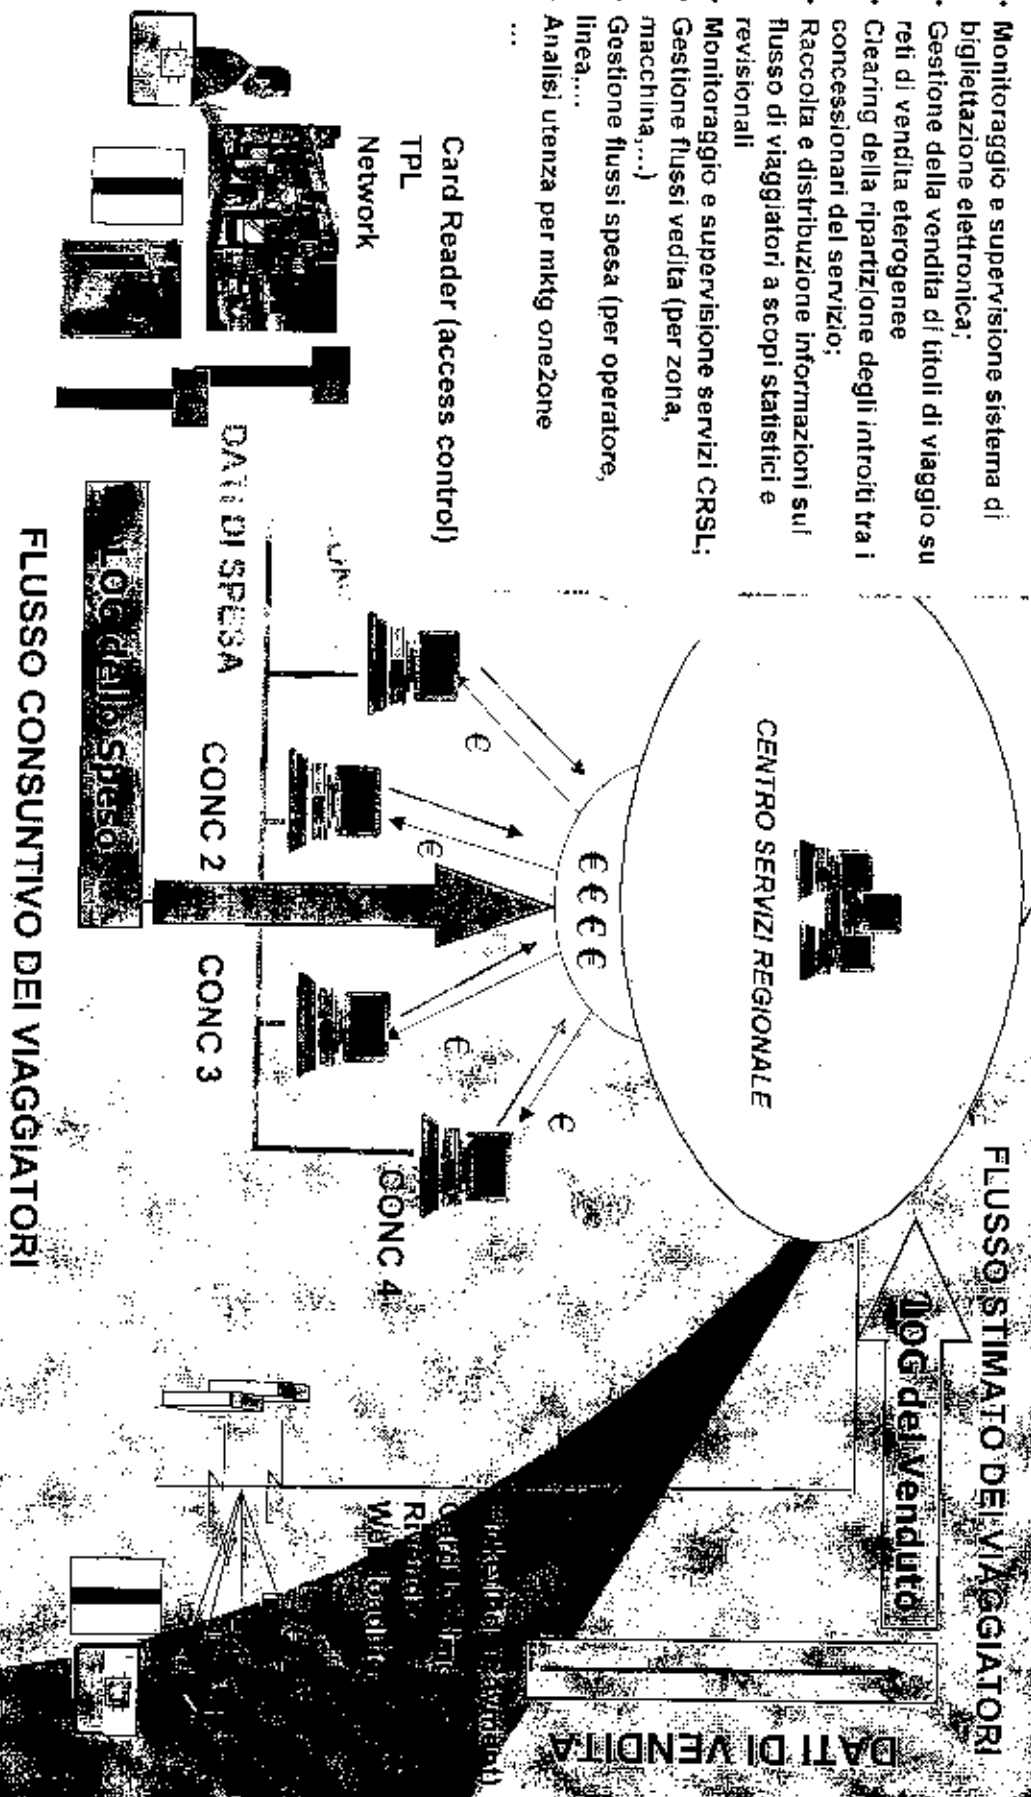 • Monitoraggio e supervisione sistema di
bigliettazione elettronica;
• Gestione della vendita di titoli di viaggio su
reti di vendita eterogenee
• Clearing della ripartizione degli introiti tra i
concessionari del servizio;
• Raccolta e distribuzione informazioni sul
flusso di viaggiatori a scopi statistici e
revisionali
• Monitoraggio e supervisione servizi CRSL;
• Gestione flussi vedita (per zona,
macchina,...)
• Gestione flussi spesa (per operatore,
linea,...
Analisi utenza per mktg one2one
...
FLUSSO STIMATO DEI VIAGGIATORI
LOG del venduto
DATI DI VENDITA
CENTRO SERVIZI REGIONALE
€ € € €
€
€
€
€
Card Reader (access control)
TPL
Network
CONC 4
DATI DI SPESA
CONC 2
CONC 3
LOG dello Speso
FLUSSO CONSUNTIVO DEI VIAGGIATORI